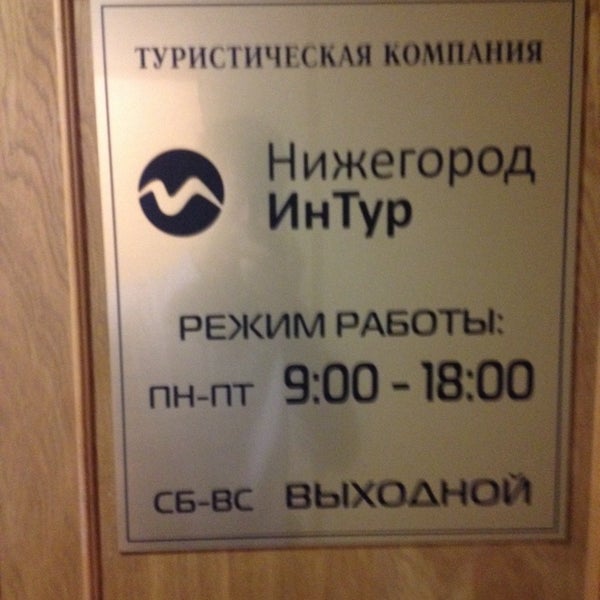 ТУРИСТИЧЕСКАЯ КОМПАНИЯ
Нижегород
ИнТур
РЕЖИМ РАБОТЫ:
ПН-ПТ 9:00 - 18:00
СБ-ВС ВЫХОДНОЙ